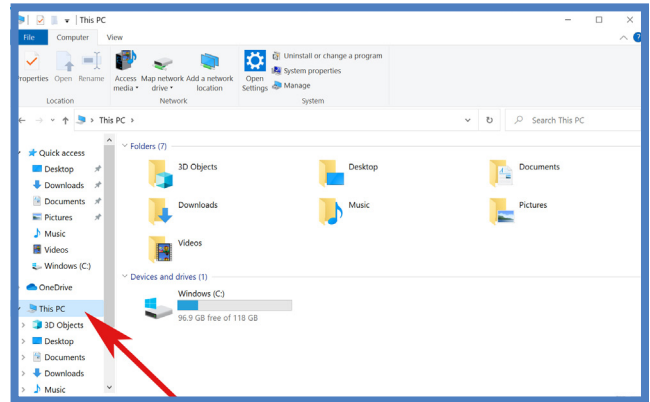 This PC
File Computer View
Properties Open Rename Access media Map network drive Add a network location Open Settings Uninstall or change a program
System properties
Manage
Location Network System
This PC
Search This PC
Quick access
Desktop
Downloads
Documents
Pictures
Music
Videos
Windows (C:)
OneDrive
This PC
3D Objects
Desktop
Documents
Downloads
Music
Folders (7)
3D Objects Desktop Documents
Downloads Music Pictures
Videos
Devices and drives (1)
Windows (C:)
96.9 GB free of 118 GB